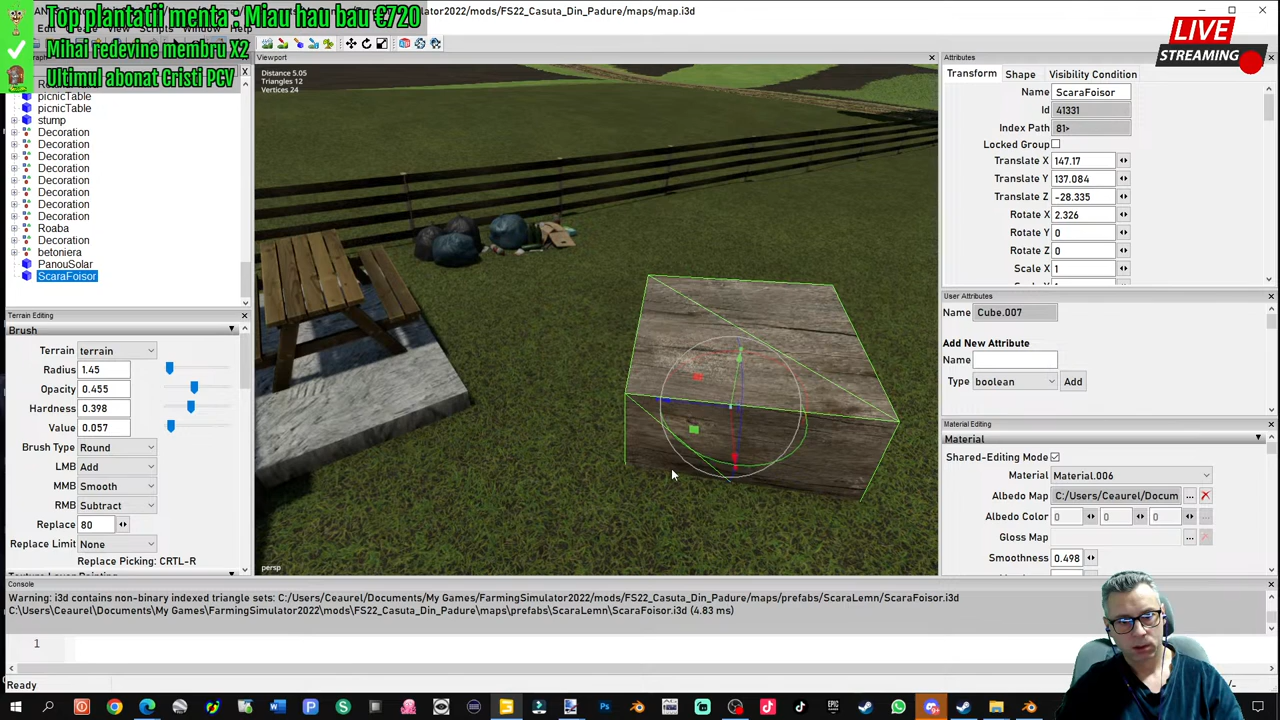 Top plantatii menta : Miau hau bau €720
Mihai redevine membru X2
Ultimul abonat Cristi PCV
Simulator2022/mods/FS22_Casuta_Din_Padure/maps/map.i3d
LIVE
STREAMING
Scripts Window Help
Viewport
Distance 5.05
Triangles 12
Vertices 24
persp
picnicTable
picnicTable
stump
Decoration
Decoration
Decoration
Decoration
Decoration
Decoration
Decoration
Decoration
Roaba
Decoration
betoniera
PanouSolar
ScaraFoisor
Terrain Editing
Brush
Terrain terrain
Radius 1.45
Opacity 0.455
Hardness 0.398
Value 0.057
Brush Type Round
LMB Add
MMB Smooth
RMB Subtract
Replace 80
Replace Limit None
Replace Picking: CRTL-R
Attributes
Transform Shape Visibility Condition
Name ScaraFoisor
Id 41331
Index Path 81>
Locked Group
Translate X 147.17
Translate Y 137.084
Translate Z -28.335
Rotate X 2.326
Rotate Y 0
Rotate Z 0
Scale X 1
User Attributes
Name Cube.007
Add New Attribute
Name
Type boolean Add
Material Editing
Material
Shared-Editing Mode
Material Material.006
Albedo Map C:/Users/Ceaurel/Docum ...
Albedo Color 0 0 0 ...
Gloss Map ...
Smoothness 0.498
Console
Warning: i3d contains non-binary indexed triangle sets: C:/Users/Ceaurel/Documents/My Games/FarmingSimulator2022/mods/FS22_Casuta_Din_Padure/maps/prefabs/ScaraLemn/ScaraFoisor.i3d
C:\Users\Ceaurel\Documents\My Games\FarmingSimulator2022\mods\FS22_Casuta_Din_Padure\maps\prefabs\ScaraLemn\ScaraFoisor.i3d (4.83 ms)
1
Ready